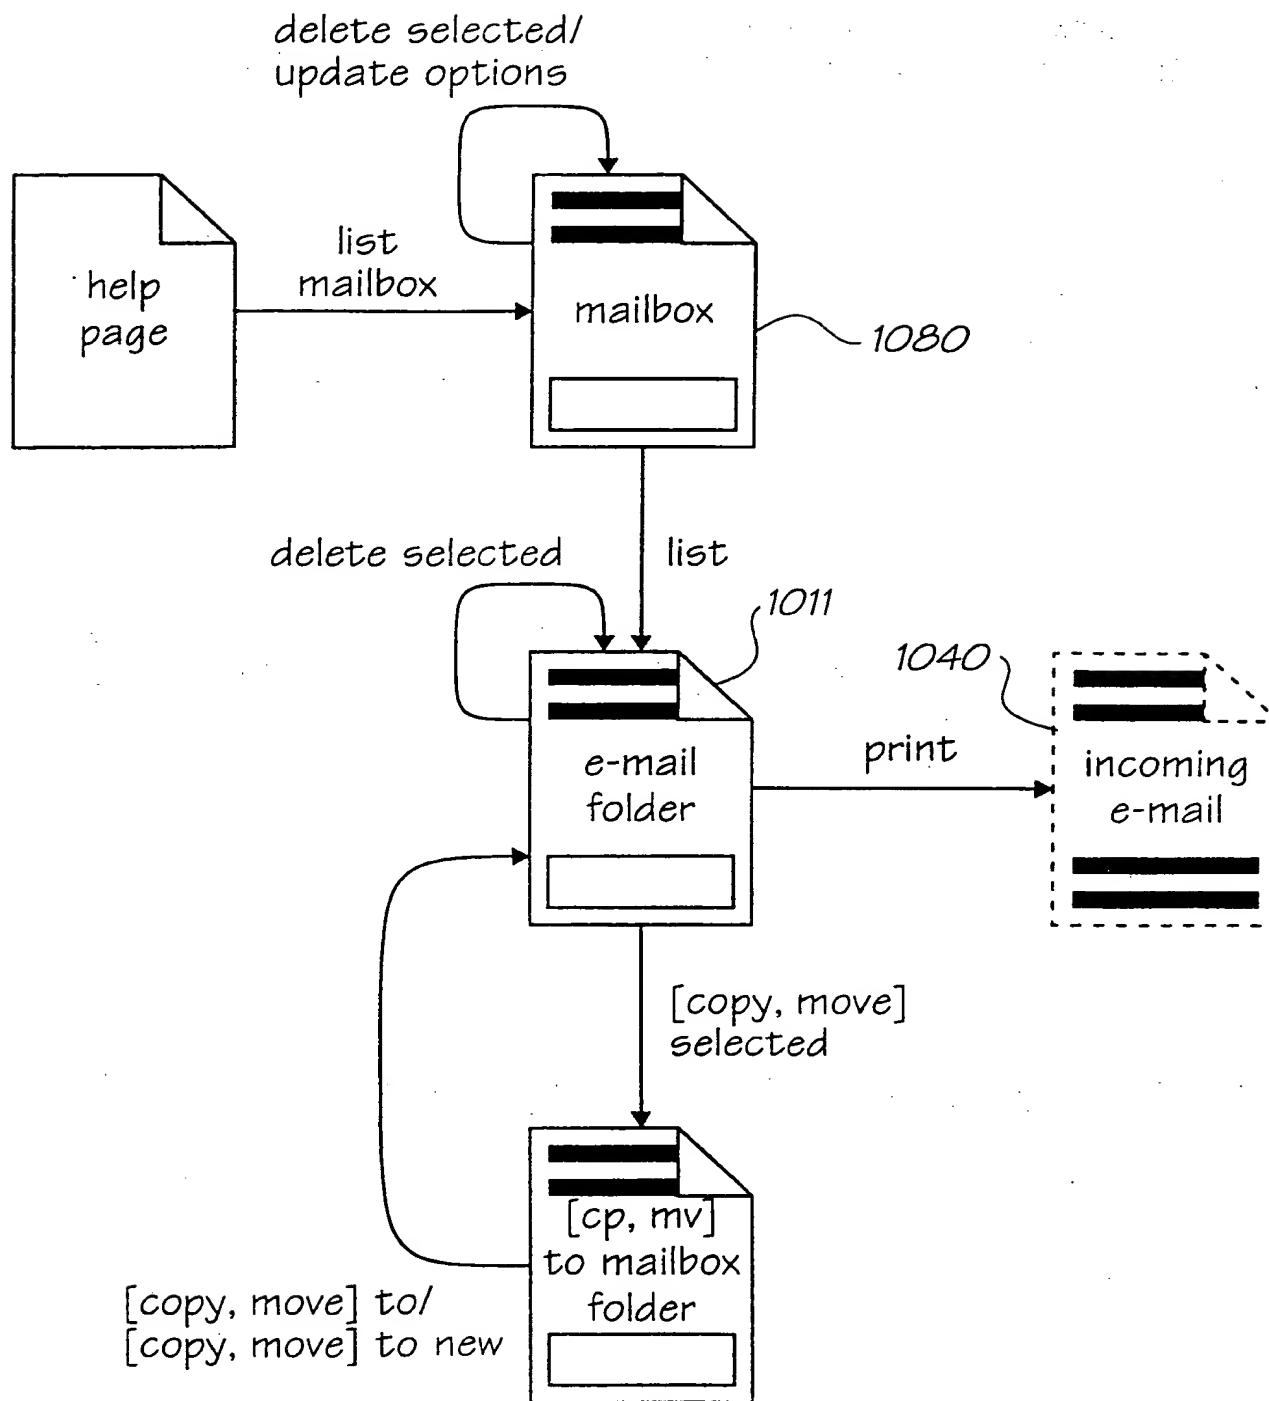 delete selected/
update options
list
mailbox
help
page
mailbox
1080
delete selected
list
1011
1040
e-mail
folder
print
incoming
e-mail
[copy, move]
selected
[cp, mv]
to mailbox
folder
[copy, move] to/
[copy, move] to new